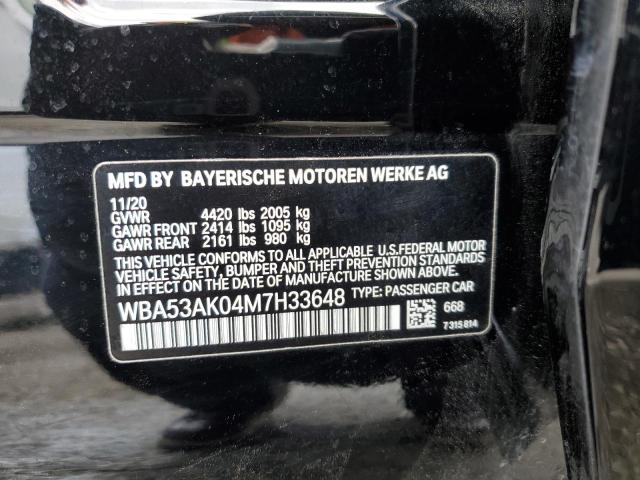 MFD BY BAYERISCHE MOTOREN WERKE AG
11/20
GVWR 4420 lbs 2005 kg
GAWR FRONT 2414 lbs 1095 kg
GAWR REAR 2161 lbs 980 kg
THIS VEHICLE CONFORMS TO ALL APPLICABLE U.S.FEDERAL MOTOR
VEHICLE SAFETY, BUMPER, AND THEFT PREVENTION STANDARDS
IN EFFECT ON THE DATE OF MANUFACTURE SHOWN ABOVE.
WBA53AK04M7H33648 TYPE: PASSENGER CAR
668
7315814